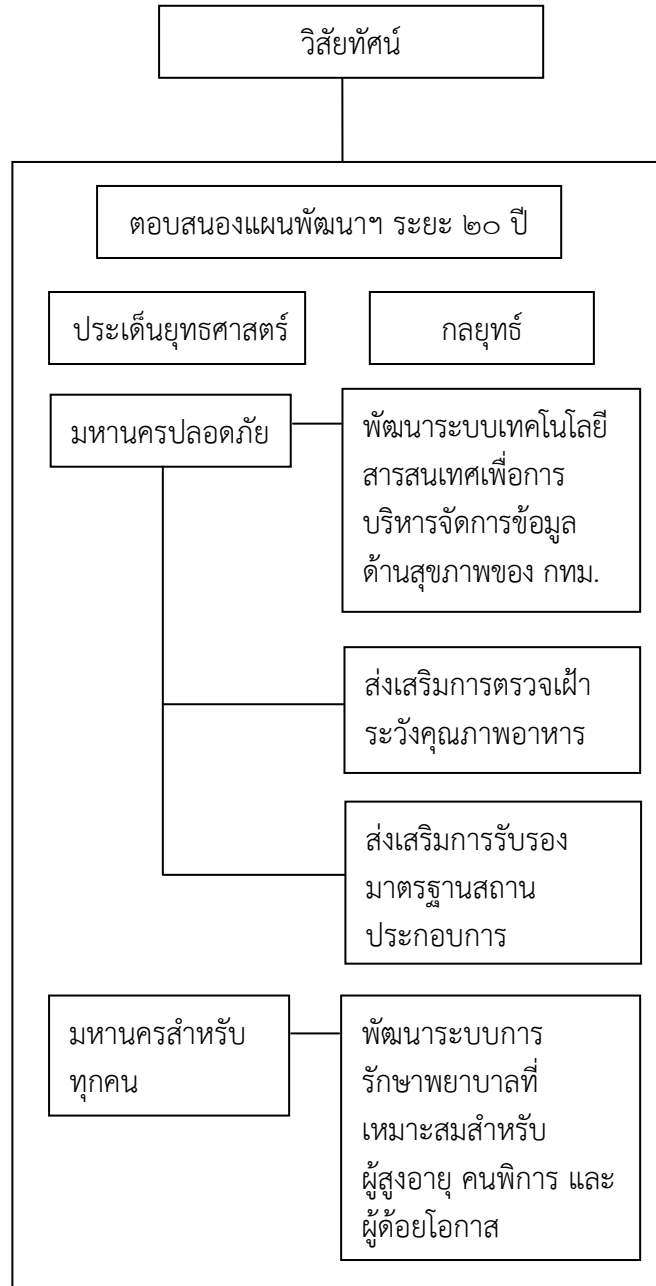 วิสัยทัศน์
ตอบสนองแผนพัฒนาฯ ระยะ ๒๐ ปี
ประเด็นยุทธศาสตร์
กลยุทธ์
มหานครปลอดภัย
พัฒนาระบบเทคโนโลยี
สารสนเทศเพื่อการ
บริหารจัดการข้อมูล
ด้านสุขภาพของ กทม.
ส่งเสริมการตรวจเฝ้า
ระวังคุณภาพอาหาร
ส่งเสริมการรับรอง
มาตรฐานสถาน
ประกอบการ
มหานครสำหรับ
ทุกคน
พัฒนาระบบการ
รักษาพยาบาลที่
เหมาะสมสำหรับ
ผู้สูงอายุ คนพิการ และ
ผู้ด้อยโอกาส